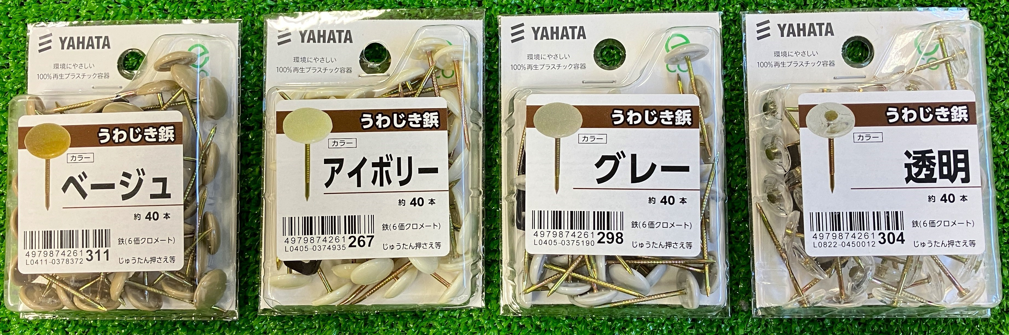 YAHATA
環境にやさしい
100%再生プラスチック容器
うわじき鋲
カラー
ベージュ
約 40 本
鉄(6価クロメート)
4979874261 311
L0411-0378372
じゅうたん押さえ等
YAHATA
環境にやさしい
100%再生プラスチック容器
うわじき鋲
カラー
アイボリー
約 40 本
鉄(6価クロメート)
4979874261 267
L0405-0374935
じゅうたん押さえ等
YAHATA
環境にやさしい
100%再生プラスチック容器
うわじき鋲
カラー
グレー
約 40 本
鉄(6価クロメート)
4979874261 298
L0405-0375190
じゅうたん押さえ等
YAHATA
環境にやさしい
100%再生プラスチック容器
うわじき鋲
カラー
透明
約 40 本
鉄(6価クロメート)
4979874261 304
L0822-0450012
じゅうたん押さえ等